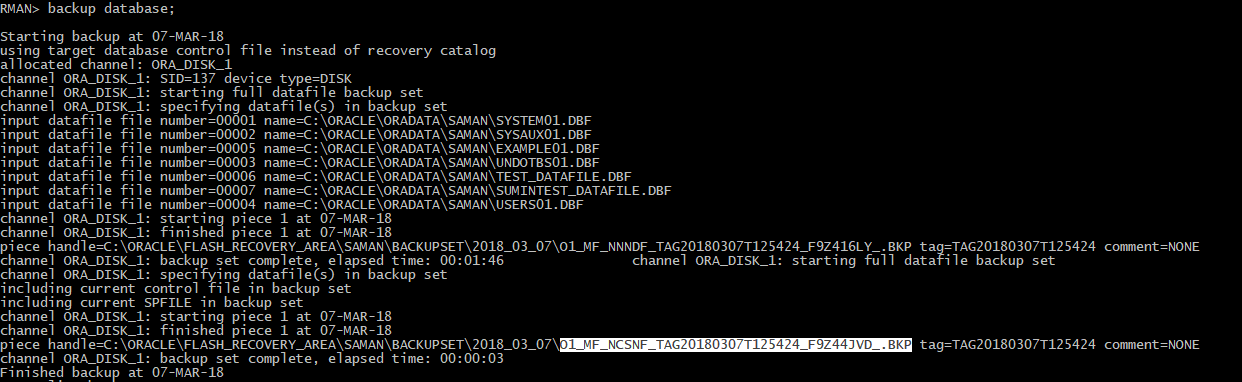 RMAN> backup database;
Starting backup at 07-MAR-18
using target database control file instead of recovery catalog
allocated channel: ORA_DISK_1
channel ORA_DISK_1: SID=137 device type=DISK
channel ORA_DISK_1: starting full datafile backup set
channel ORA_DISK_1: specifying datafile(s) in backup set
input datafile file number=00001 name=C:\ORACLE\ORADATA\SAMAN\SYSTEM01.DBF
input datafile file number=00002 name=C:\ORACLE\ORADATA\SAMAN\SYSAUX01.DBF
input datafile file number=00005 name=C:\ORACLE\ORADATA\SAMAN\EXAMPLE01.DBF
input datafile file number=00003 name=C:\ORACLE\ORADATA\SAMAN\UNDOTBS01.DBF
input datafile file number=00006 name=C:\ORACLE\ORADATA\SAMAN\TEST_DATAFILE.DBF
input datafile file number=00007 name=C:\ORACLE\ORADATA\SAMAN\SUMINTEST_DATAFILE.DBF
input datafile file number=00004 name=C:\ORACLE\ORADATA\SAMAN\USERS01.DBF
channel ORA_DISK_1: starting piece 1 at 07-MAR-18
channel ORA_DISK_1: finished piece 1 at 07-MAR-18
piece handle=C:\ORACLE\FLASH_RECOVERY_AREA\SAMAN\BACKUPSET\2018_03_07\O1_MF_NNNDF_TAG20180307T125424_F9Z416LY_.BKP tag=TAG20180307T125424 comment=NONE
channel ORA_DISK_1: backup set complete, elapsed time: 00:01:46 channel ORA_DISK_1: starting full datafile backup set
channel ORA_DISK_1: specifying datafile(s) in backup set
including current control file in backup set
including current SPFILE in backup set
channel ORA_DISK_1: starting piece 1 at 07-MAR-18
channel ORA_DISK_1: finished piece 1 at 07-MAR-18
piece handle=C:\ORACLE\FLASH_RECOVERY_AREA\SAMAN\BACKUPSET\2018_03_07\O1_MF_NCSNF_TAG20180307T125424_F9Z44JVD_.BKP tag=TAG20180307T125424 comment=NONE
channel ORA_DISK_1: backup set complete, elapsed time: 00:00:03
Finished backup at 07-MAR-18